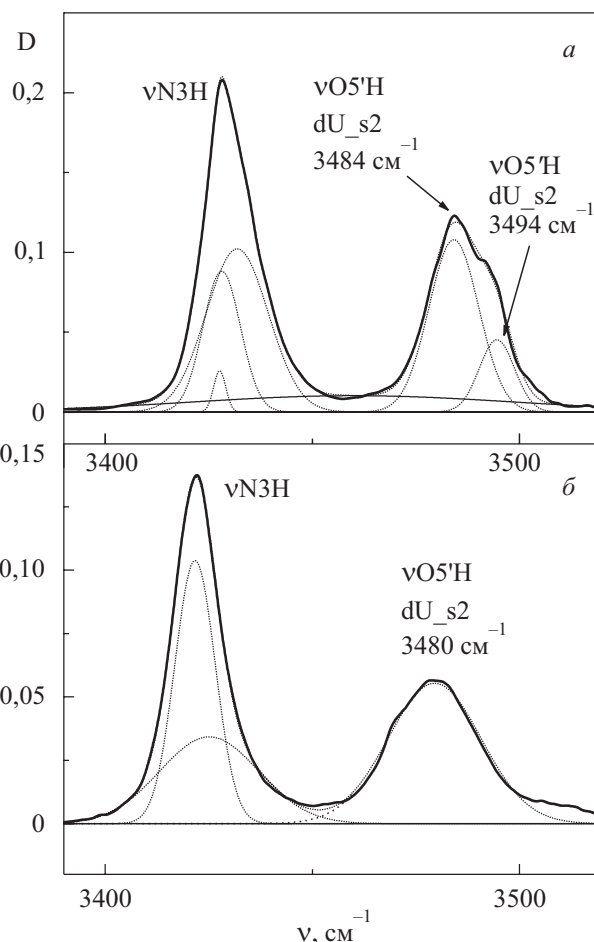 D
а
0,2
νN3H
νO5'H
dU_s2
3484 см⁻¹
νO5'H
dU_s2
3494 см⁻¹
0,1
0
3400
3500
0,15
б
νN3H
0,10
νO5'H
dU_s2
3480 см⁻¹
0,05
0
3400
3500
ν, см⁻¹